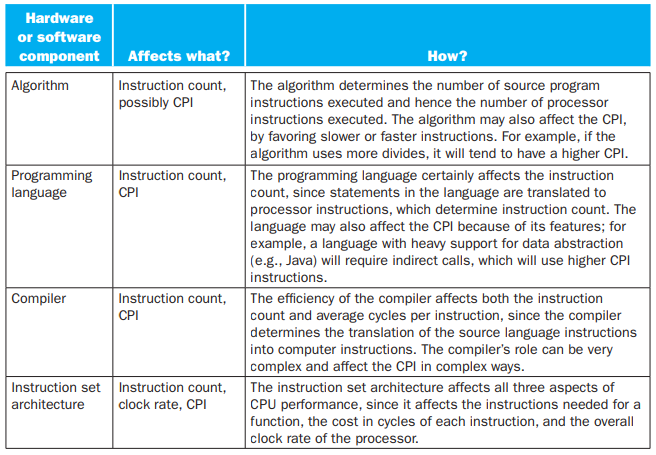 Hardware
or software
component
Affects what?
How?
Algorithm
Instruction count,
possibly CPI
The algorithm determines the number of source program
instructions executed and hence the number of processor
instructions executed. The algorithm may also affect the CPI,
by favoring slower or faster instructions. For example, if the
algorithm uses more divides, it will tend to have a higher CPI.
Programming
language
Instruction count,
CPI
The programming language certainly affects the instruction
count, since statements in the language are translated to
processor instructions, which determine instruction count. The
language may also affect the CPI because of its features; for
example, a language with heavy support for data abstraction
(e.g., Java) will require indirect calls, which will use higher CPI
instructions.
Compiler
Instruction count,
CPI
The efficiency of the compiler affects both the instruction
count and average cycles per instruction, since the compiler
determines the translation of the source language instructions
into computer instructions. The compiler’s role can be very
complex and affect the CPI in complex ways.
Instruction set
architecture
Instruction count,
clock rate, CPI
The instruction set architecture affects all three aspects of
CPU performance, since it affects the instructions needed for a
function, the cost in cycles of each instruction, and the overall
clock rate of the processor.